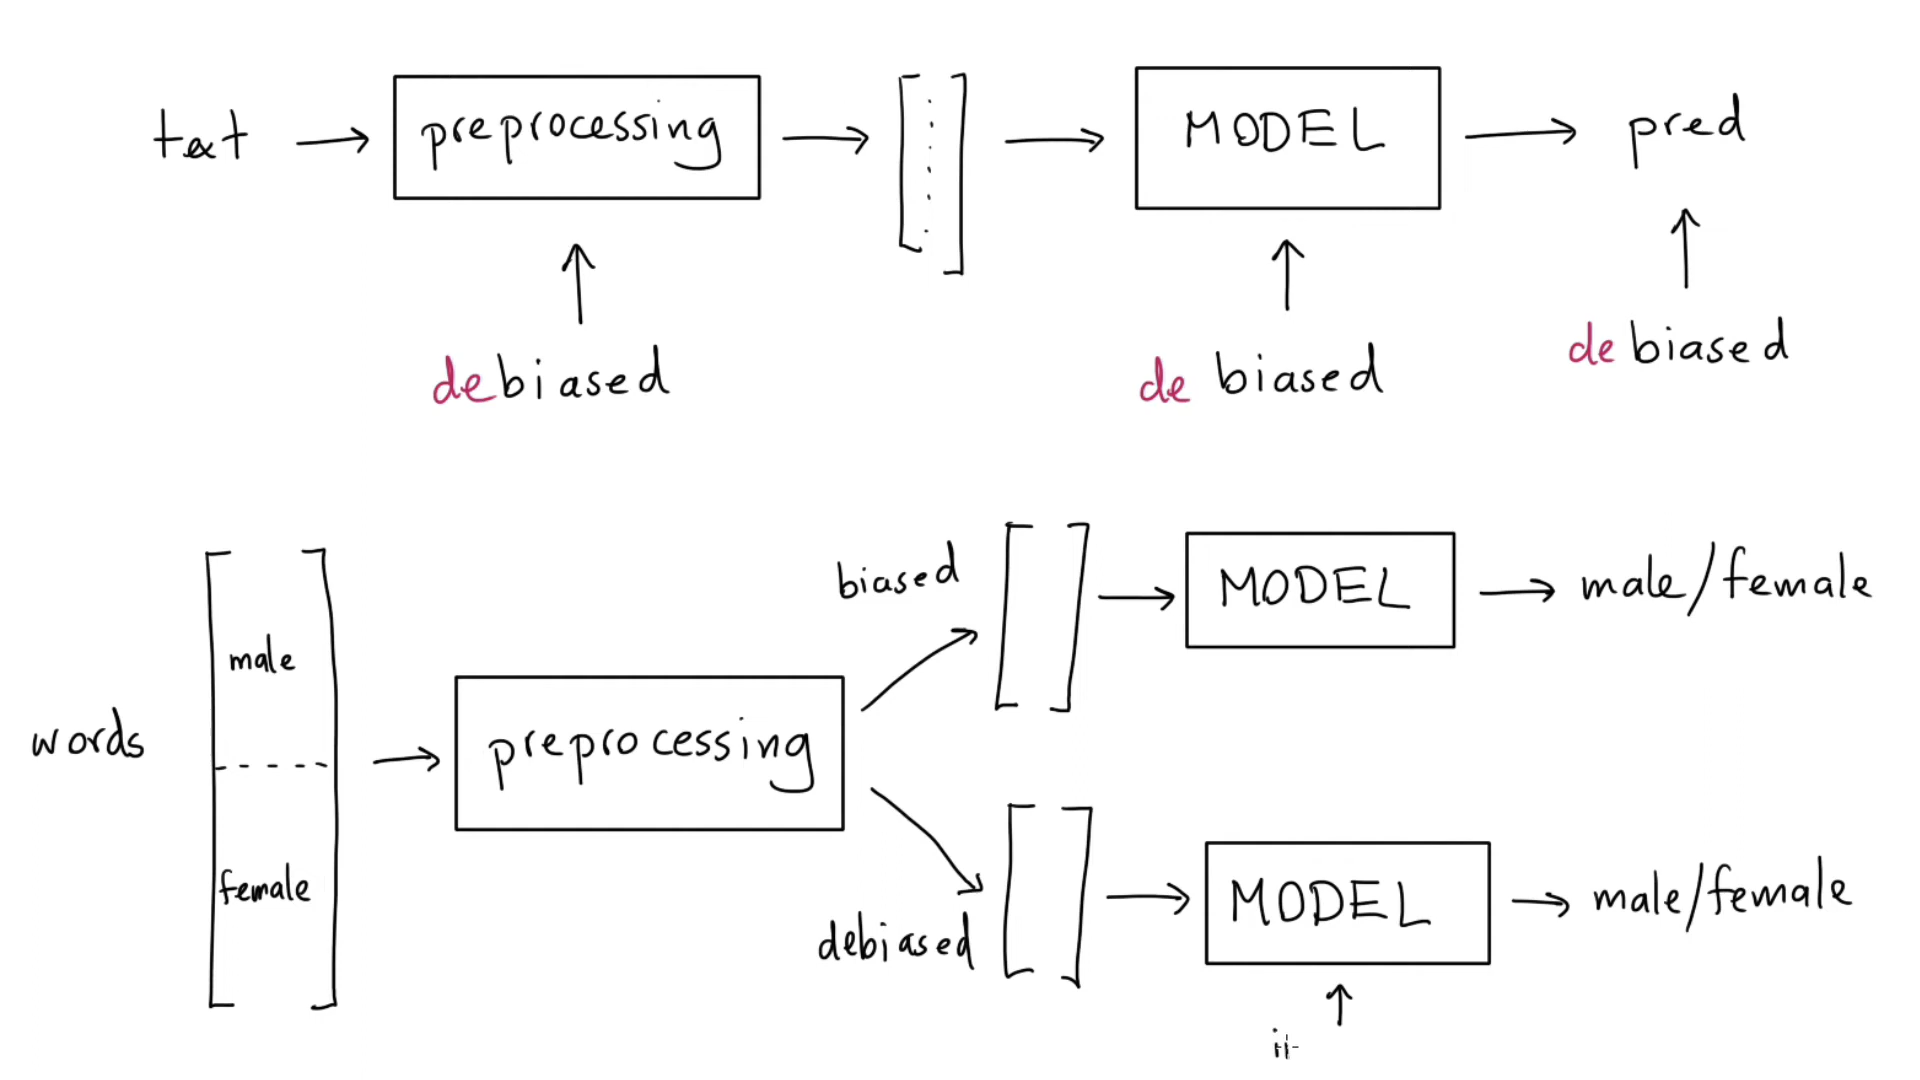 text → preprocessing → [ ] → MODEL → pred
debiased
de biased
de biased
biased
MODEL → male/female
male
words
preprocessing
female
debiased
MODEL → male/female